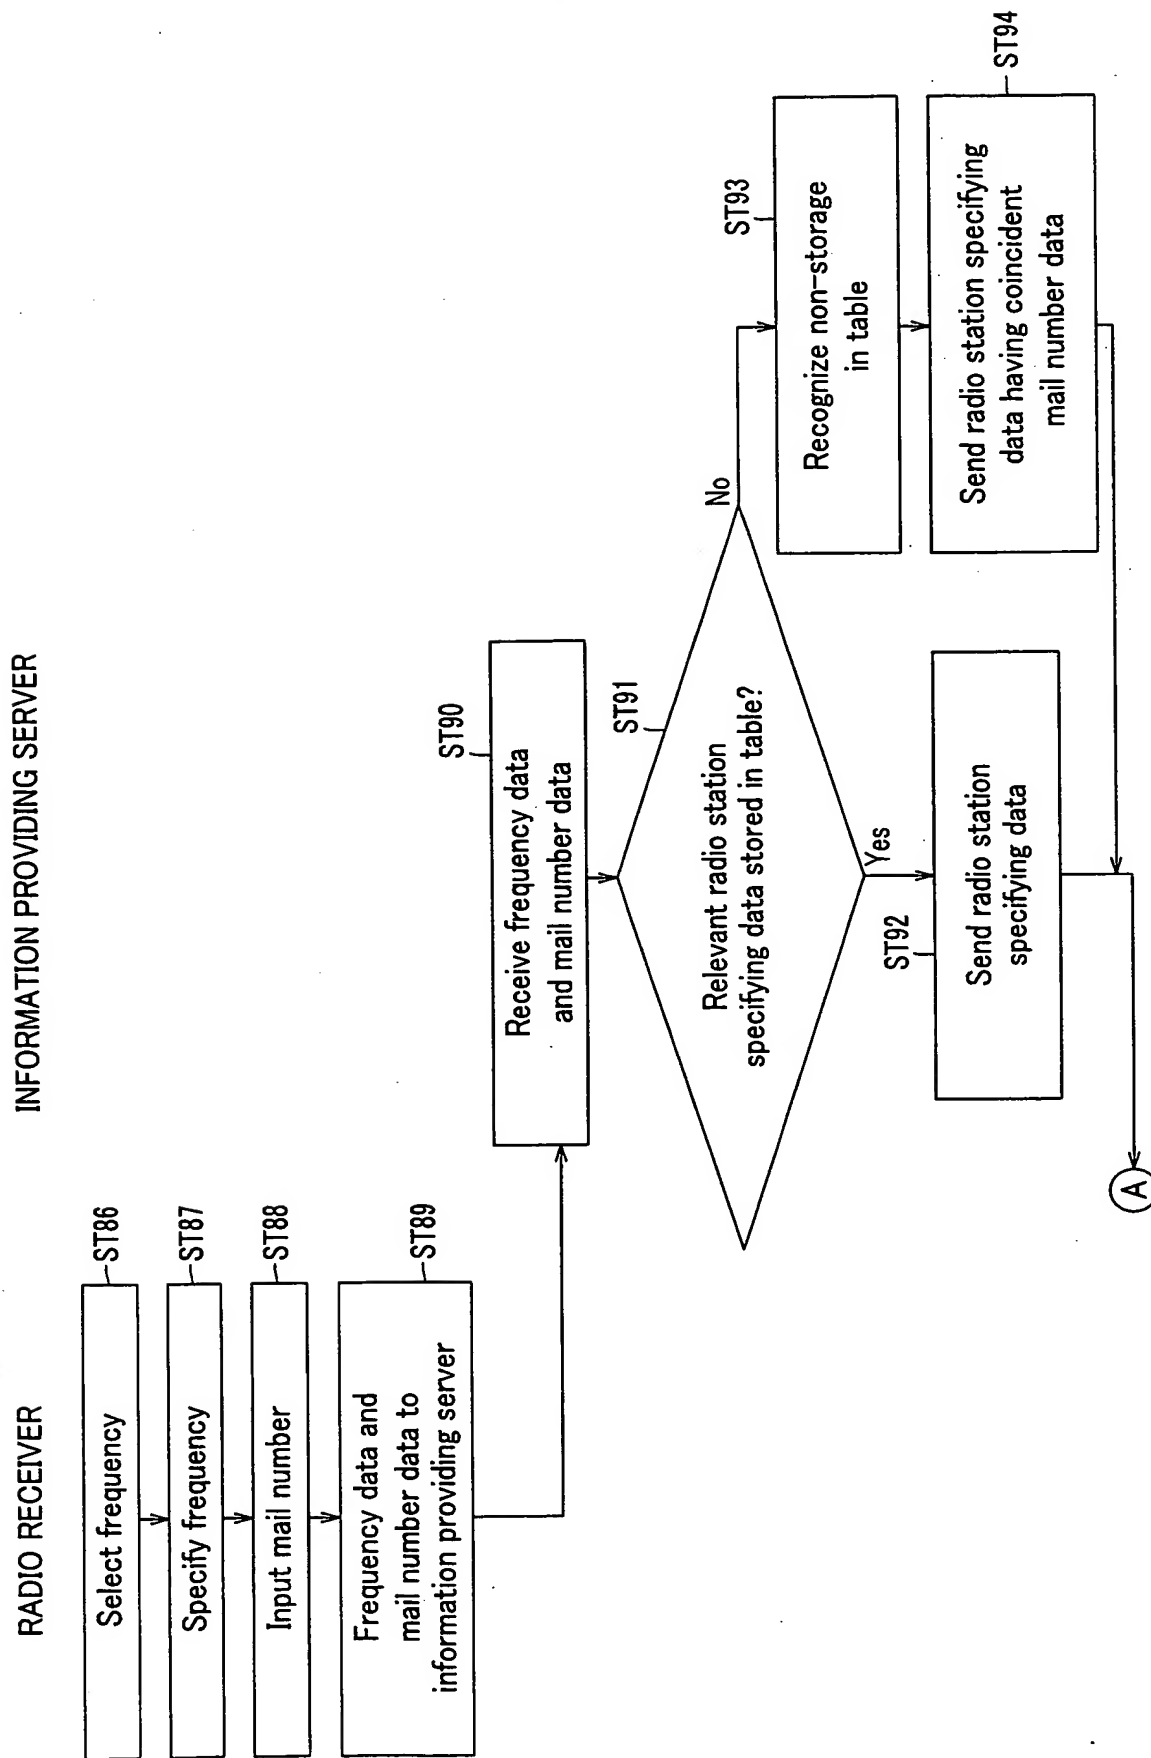 RADIO RECEIVER
INFORMATION PROVIDING SERVER
ST86
Select frequency
ST87
Specify frequency
ST88
Input mail number
ST89
Frequency data and
mail number data to
information providing server
ST90
Receive frequency data
and mail number data
ST91
Relevant radio station
specifying data stored in table?
No
Yes
ST92
Send radio station
specifying data
ST93
Recognize non-storage
in table
ST94
Send radio station specifying
data having coincident
mail number data
A